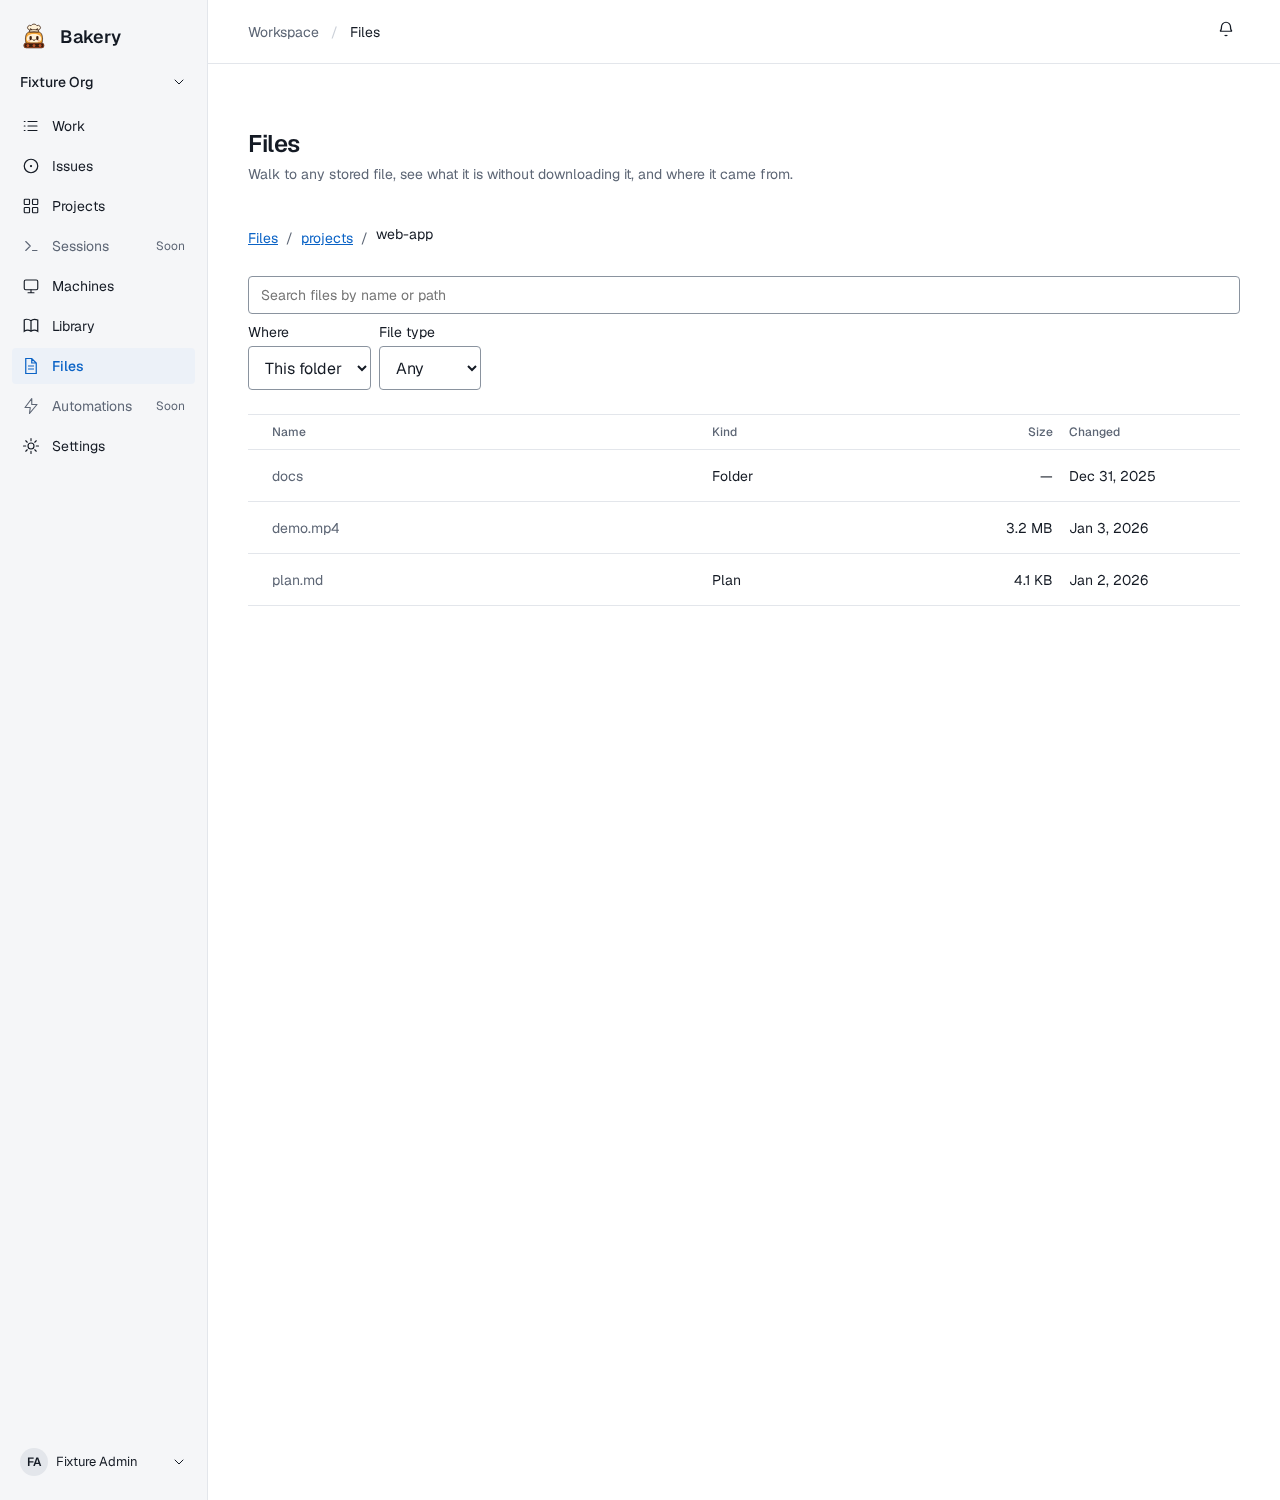 Bakery
Fixture Org
Work
Issues
Projects
Sessions Soon
Machines
Library
Files
Automations Soon
Settings
FA Fixture Admin
Workspace / Files
Files
Walk to any stored file, see what it is without downloading it, and where it came from.
Files / projects / web-app
Search files by name or path
Where File type
This folder Any
Name Kind Size Changed
docs Folder — Dec 31, 2025
demo.mp4 3.2 MB Jan 3, 2026
plan.md Plan 4.1 KB Jan 2, 2026